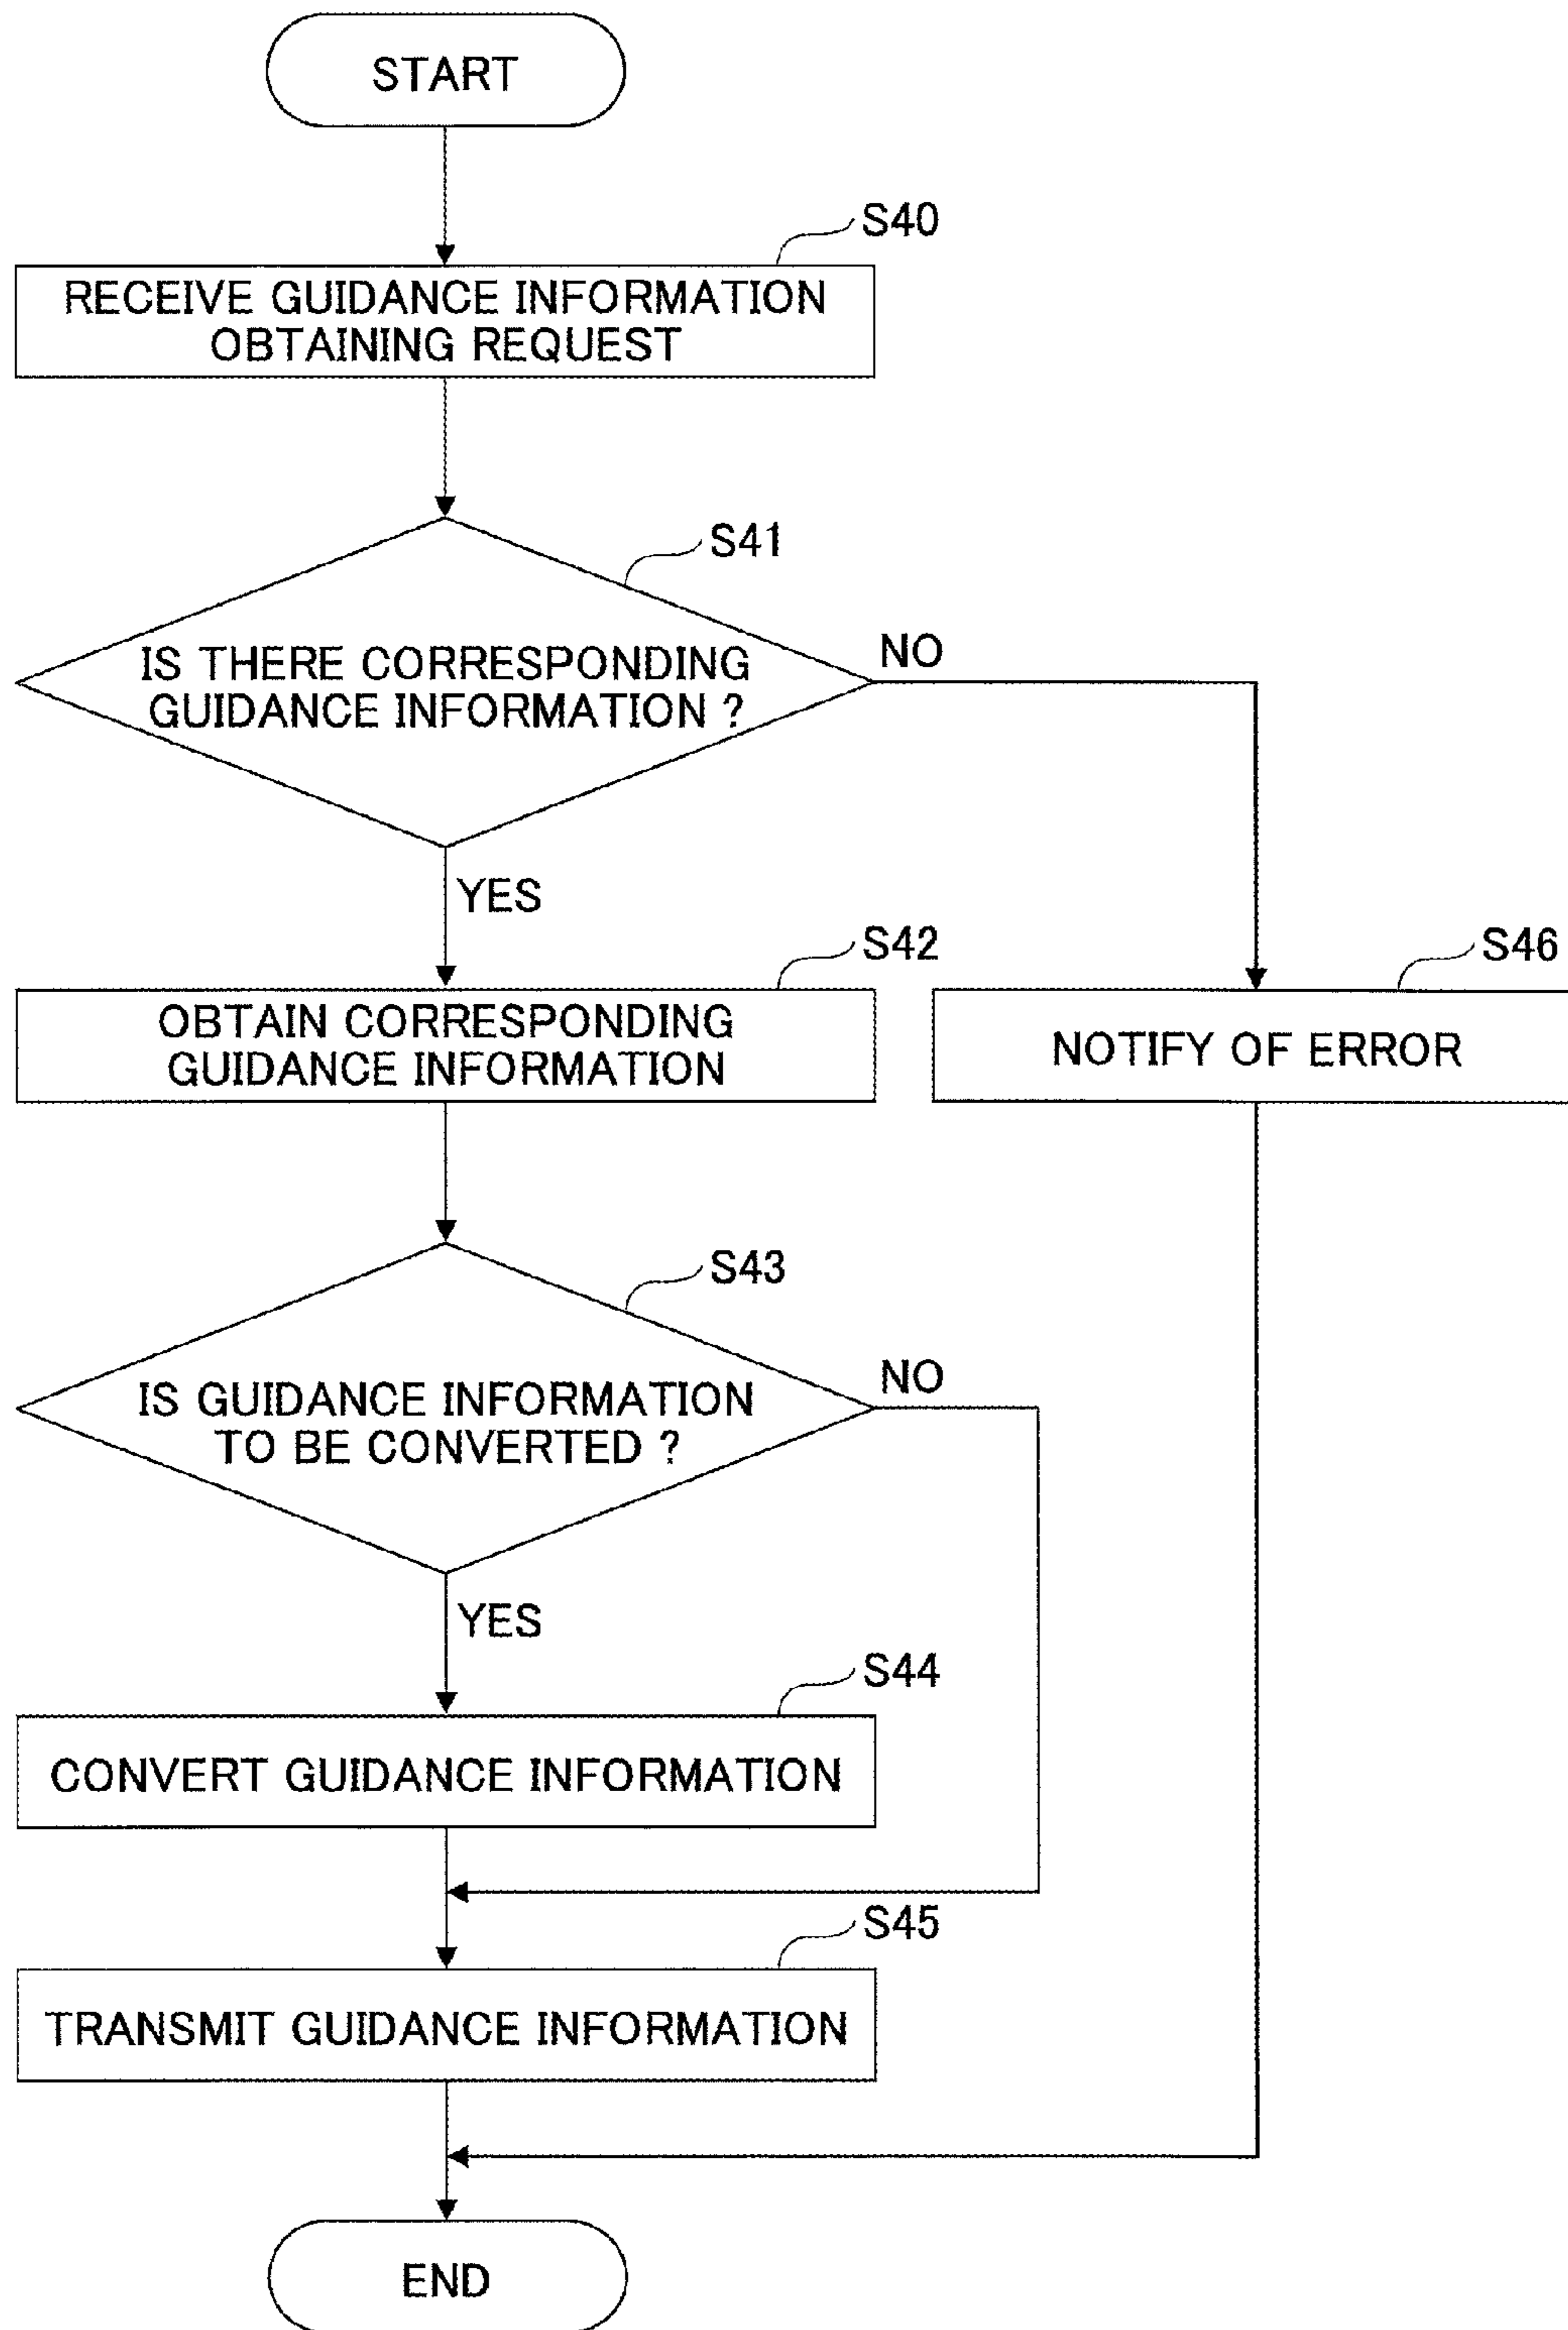 START
S40
RECEIVE GUIDANCE INFORMATION
OBTAINING REQUEST
S41
IS THERE CORRESPONDING
GUIDANCE INFORMATION ?
NO
YES
S42
OBTAIN CORRESPONDING
GUIDANCE INFORMATION
S46
NOTIFY OF ERROR
S43
IS GUIDANCE INFORMATION
TO BE CONVERTED ?
NO
YES
S44
CONVERT GUIDANCE INFORMATION
S45
TRANSMIT GUIDANCE INFORMATION
END